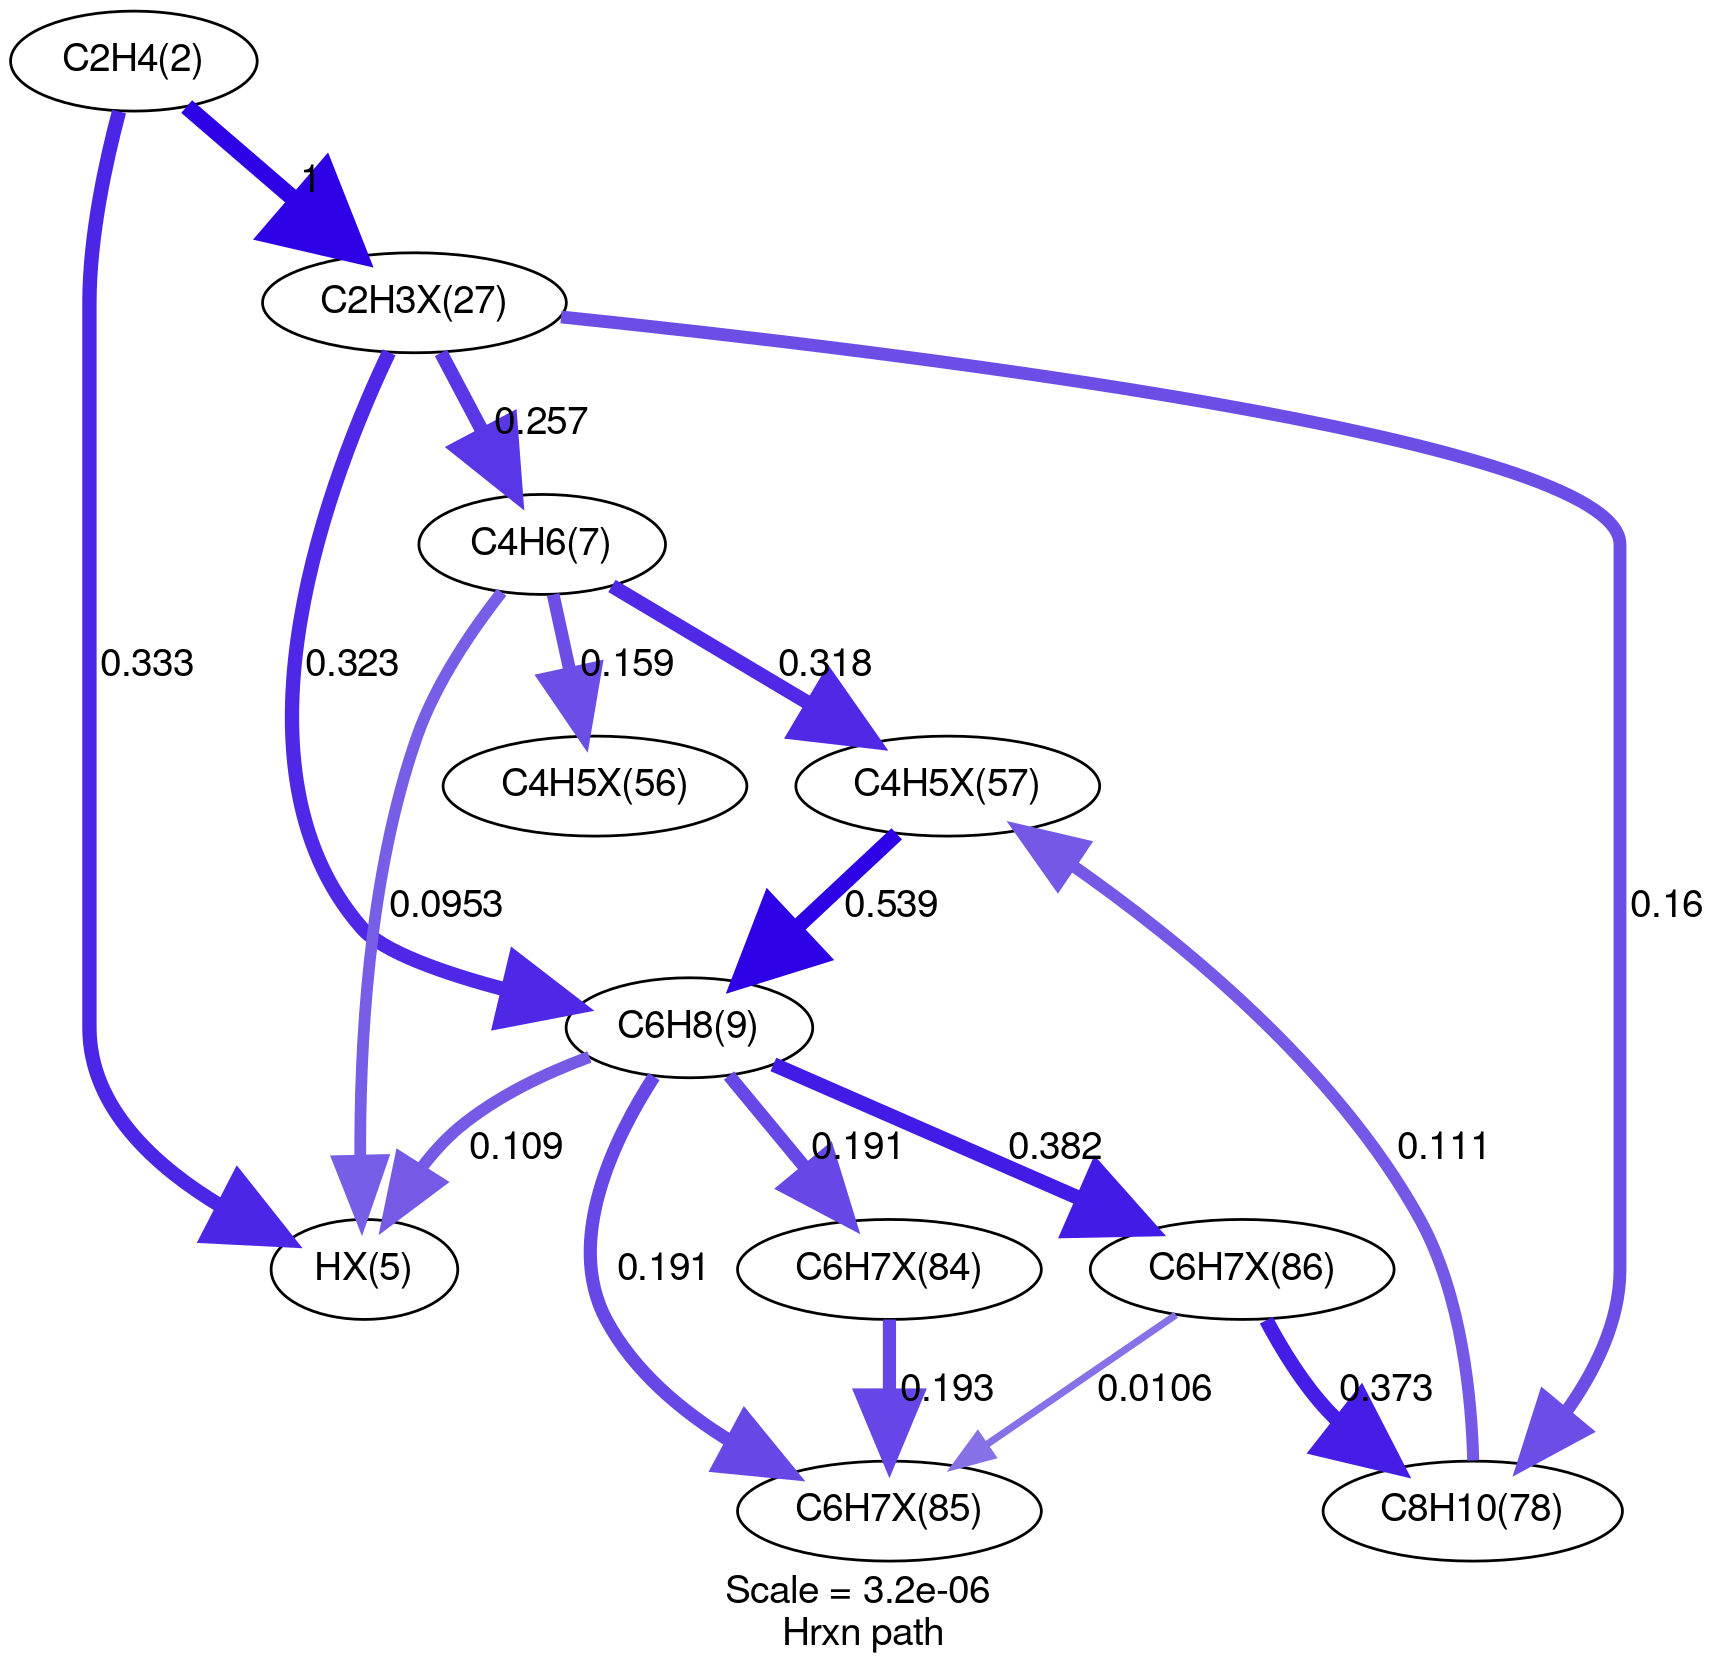 C2H4(2)
1
C2H3X(27)
0.257
C4H6(7)
0.333
0.323
0.159
0.318
C4H5X(56)
C4H5X(57)
0.0953
0.539
0.16
C6H8(9)
0.109
0.191
0.382
0.111
HX(5)
0.191
C6H7X(84)
C6H7X(86)
0.193
0.0106
0.373
C6H7X(85)
C8H10(78)
Scale = 3.2e-06
Hrxn path